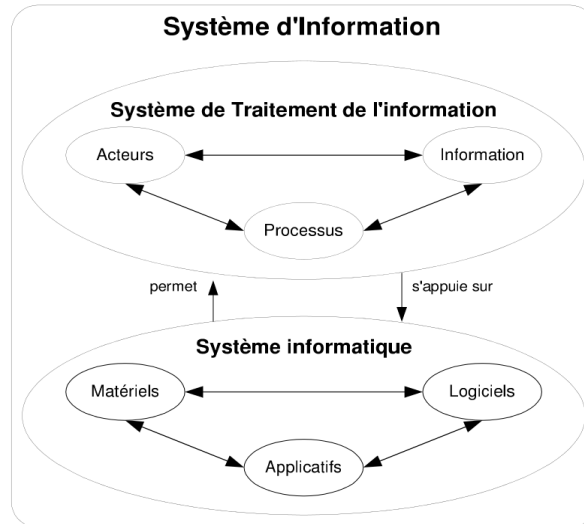 Système d'Information
Système de Traitement de l'information
Acteurs
Information
Processus
permet
s'appuie sur
Système informatique
Matériels
Logiciels
Applicatifs